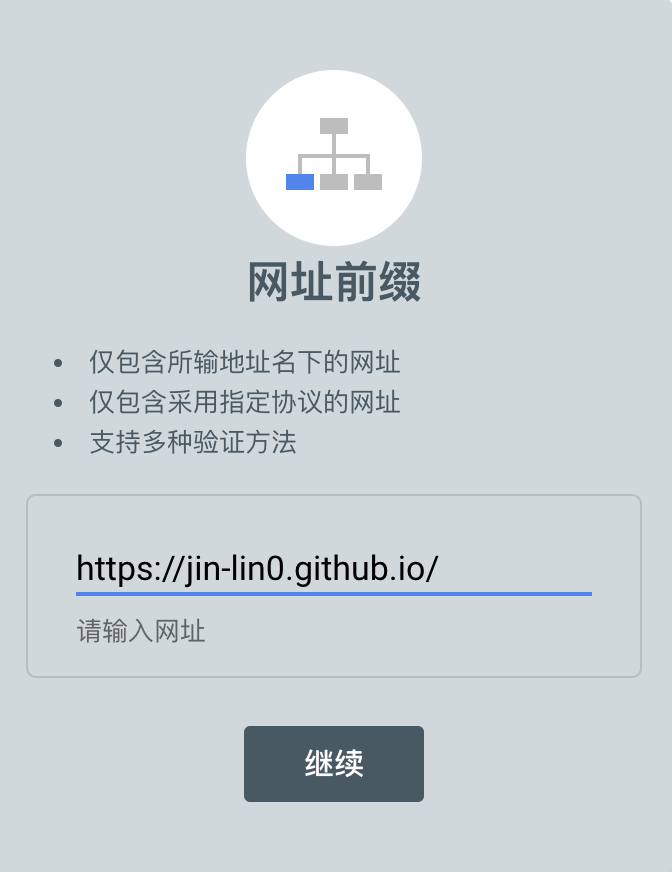 网址前缀
仅包含所输地址名下的网址
仅包含采用指定协议的网址
支持多种验证方法
https://jin-lin0.github.io/
请输入网址
继续